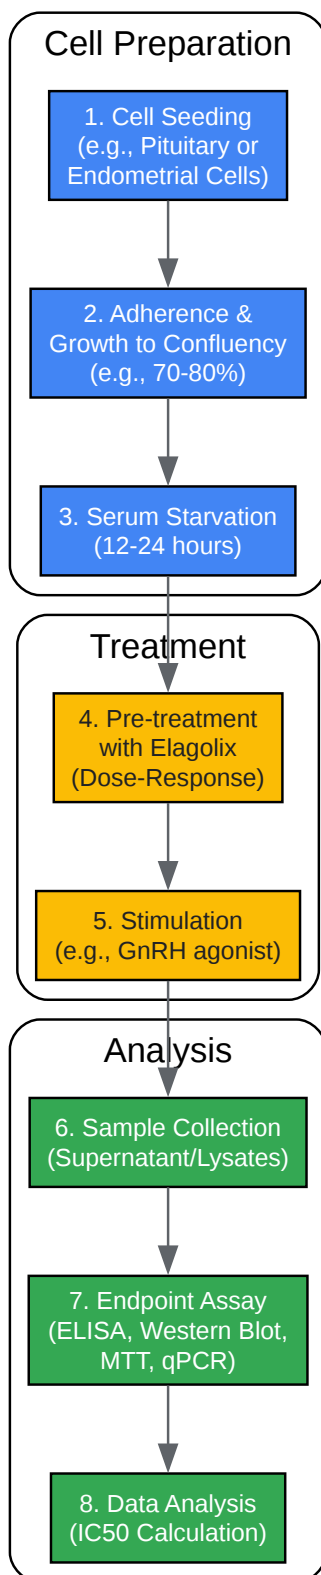 Cell Preparation
1. Cell Seeding
(e.g., Pituitary or
Endometrial Cells)
2. Adherence &
Growth to Confluency
(e.g., 70-80%)
3. Serum Starvation
(12-24 hours)
Treatment
4. Pre-treatment
with Elagolix
(Dose-Response)
5. Stimulation
(e.g., GnRH agonist)
Analysis
6. Sample Collection
(Supernatant/Lysates)
7. Endpoint Assay
(ELISA, Western Blot,
MTT, qPCR)
8. Data Analysis
(IC50 Calculation)